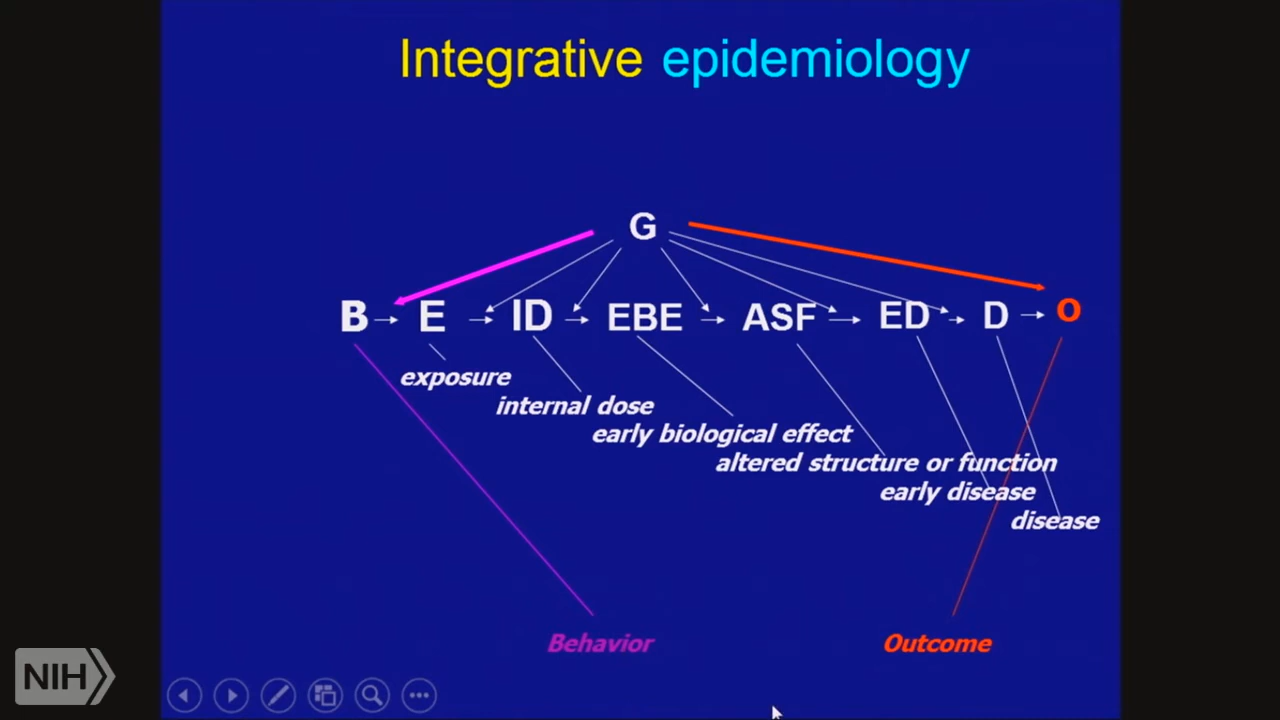 Integrative epidemiology
G
B E ID EBE ASF ED D O
exposure
internal dose
early biological effect
altered structure or function
early disease
disease
Behavior Outcome
NIH